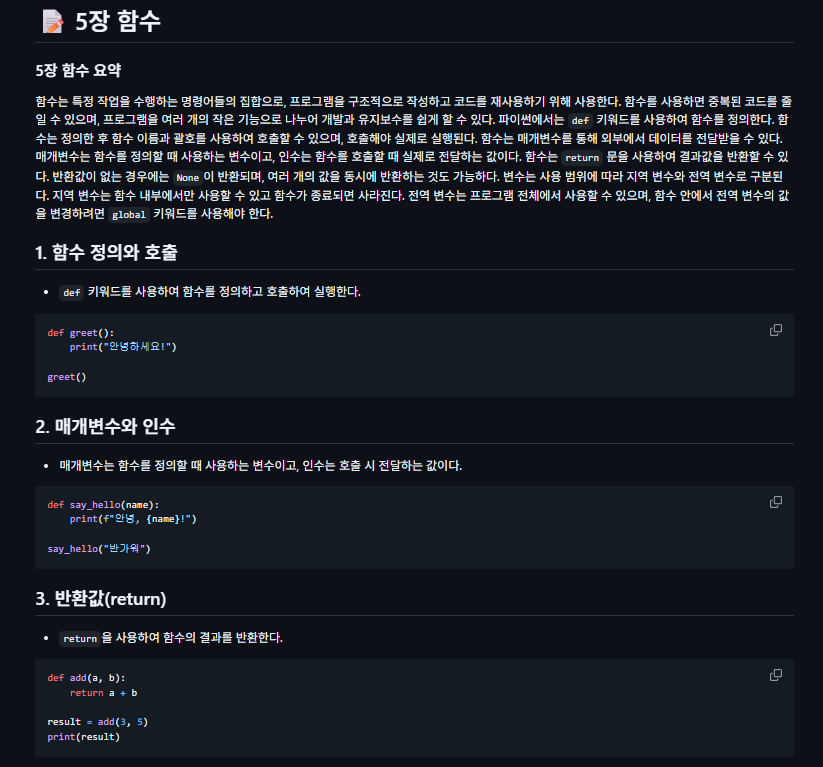 📝 5장 함수
5장 함수 요약
함수는 특정 작업을 수행하는 명령어들의 집합으로, 프로그램을 구조적으로 작성하고 코드를 재사용하기 위해 사용한다. 함수를 사용하면 중복된 코드를 줄
일 수 있으며, 프로그램을 여러 개의 작은 기능으로 나누어 개발과 유지보수를 쉽게 할 수 있다. 파이썬에서는 def 키워드를 사용하여 함수를 정의한다. 함
수는 정의한 후 함수 이름과 괄호를 사용하여 호출할 수 있으며, 호출해야 실제로 실행된다. 함수는 매개변수를 통해 외부에서 데이터를 전달받을 수 있다.
매개변수는 함수를 정의할 때 사용하는 변수이고, 인수는 함수를 호출할 때 실제로 전달하는 값이다. 함수는 return 문을 사용하여 결과값을 반환할 수 있
다. 반환값이 없는 경우에는 None 이 반환되며, 여러 개의 값을 동시에 반환하는 것도 가능하다. 변수는 사용 범위에 따라 지역 변수와 전역 변수로 구분된
다. 지역 변수는 함수 내부에서만 사용할 수 있고 함수가 종료되면 사라진다. 전역 변수는 프로그램 전체에서 사용할 수 있으며, 함수 안에서 전역 변수의 값
을 변경하려면 global 키워드를 사용해야 한다.
1. 함수 정의와 호출
• def 키워드를 사용하여 함수를 정의하고 호출하여 실행한다.
def greet():
    print("안녕하세요!")
greet()
2. 매개변수와 인수
• 매개변수는 함수를 정의할 때 사용하는 변수이고, 인수는 호출 시 전달하는 값이다.
def say_hello(name):
    print(f"안녕, {name}!")
say_hello("반가워")
3. 반환값(return)
• return 을 사용하여 함수의 결과를 반환한다.
def add(a, b):
    return a + b
result = add(3, 5)
print(result)